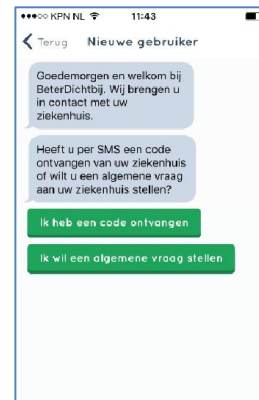 KPN NL 11:43
Terug Nieuwe gebruiker
Goedemorgen en welkom bij
BeterDichtbij. Wij brengen u
in contact met uw
ziekenhuis.
Heeft u per SMS een code
ontvangen van uw ziekenhuis
of wilt u een algemene vraag
aan uw ziekenhuis stellen?
Ik heb een code ontvangen
Ik wil een algemene vraag stellen